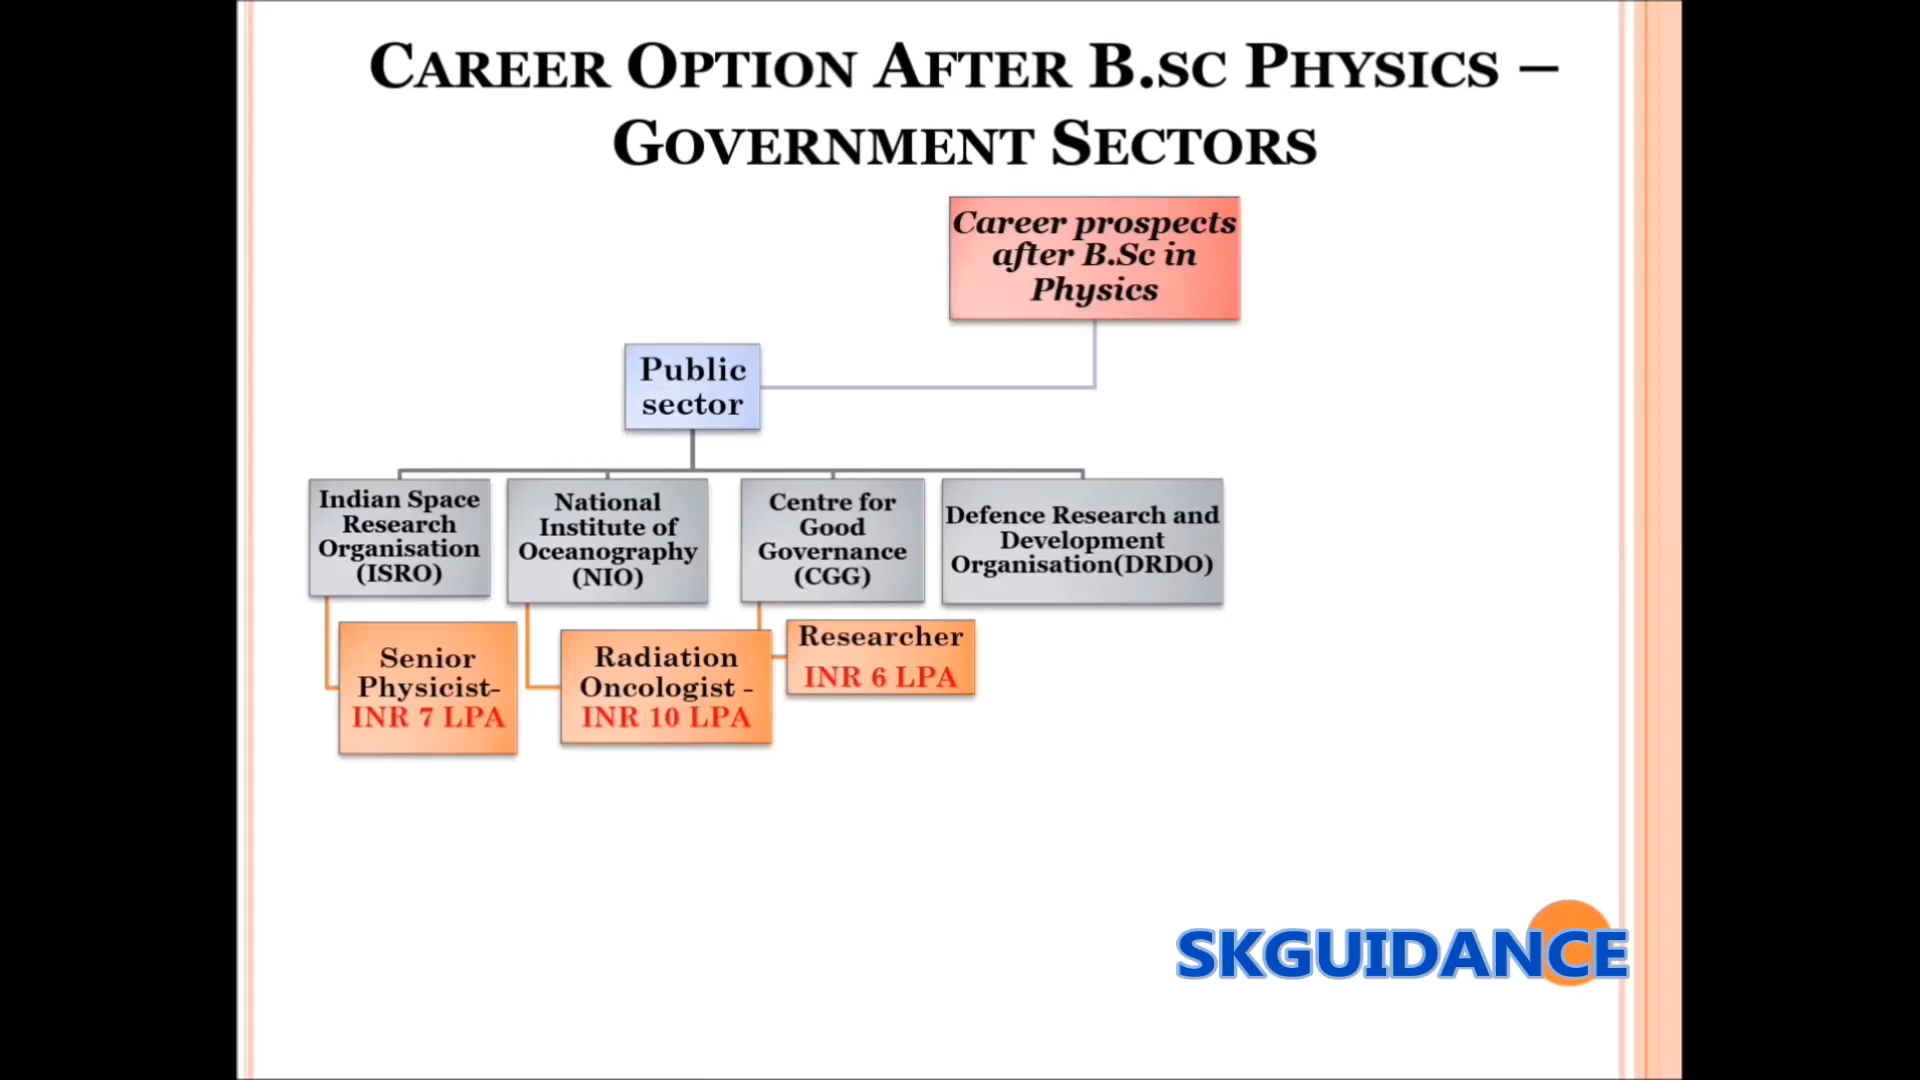 CAREER OPTION AFTER B.SC PHYSICS –
GOVERNMENT SECTORS
Career prospects
after B.Sc in
Physics
Public
sector
Indian Space
Research
Organisation
(ISRO)
National
Institute of
Oceanography
(NIO)
Centre for
Good
Governance
(CGG)
Defence Research and
Development
Organisation(DRDO)
Senior
Physicist-
INR 7 LPA
Radiation
Oncologist -
INR 10 LPA
Researcher
INR 6 LPA
SKGUIDANCE